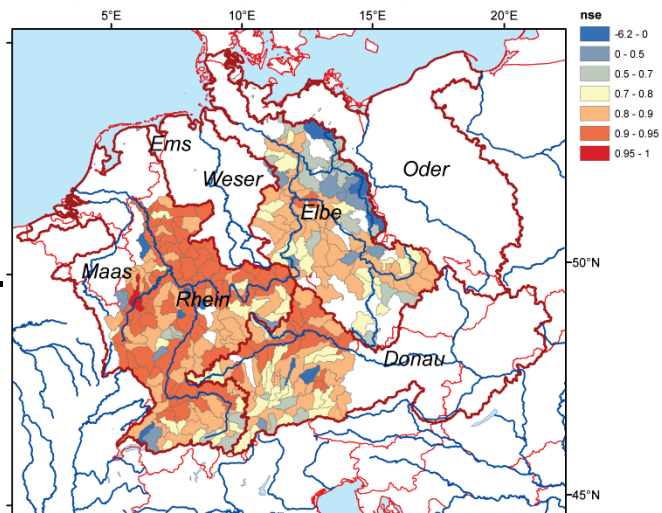 5°E
10°E
15°E
20°E
nse
-6.2 - 0
0 - 0.5
0.5 - 0.7
0.7 - 0.8
0.8 - 0.9
0.9 - 0.95
0.95 - 1
Ems
Weser
Oder
Elbe
Maas
Rhein
Donau
50°N
45°N